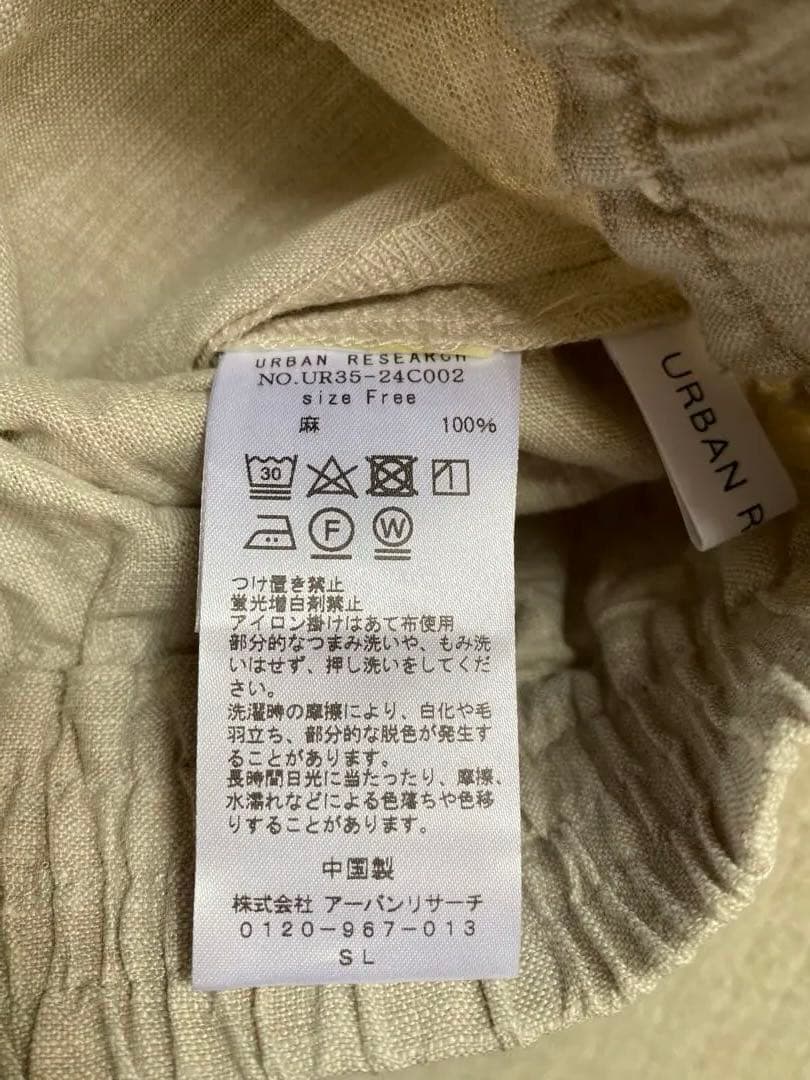 URBAN RESEARCH
NO.UR35-24C002
size Free
麻 100%
30
F W
つけ置き禁止
蛍光増白剤禁止
アイロン掛けはあて布使用
部分的なつまみ洗いや、もみ洗
いはせず、押し洗いをしてくだ
さい。
洗濯時の摩擦により、白化や毛
羽立ち、部分的な脱色が発生す
ることがあります。
長時間日光に当たったり、摩擦、
水濡れなどによる色落ちや色移
りすることがあります。
中国製
株式会社 アーバンリサーチ
0120-967-013
SL
URBAN R